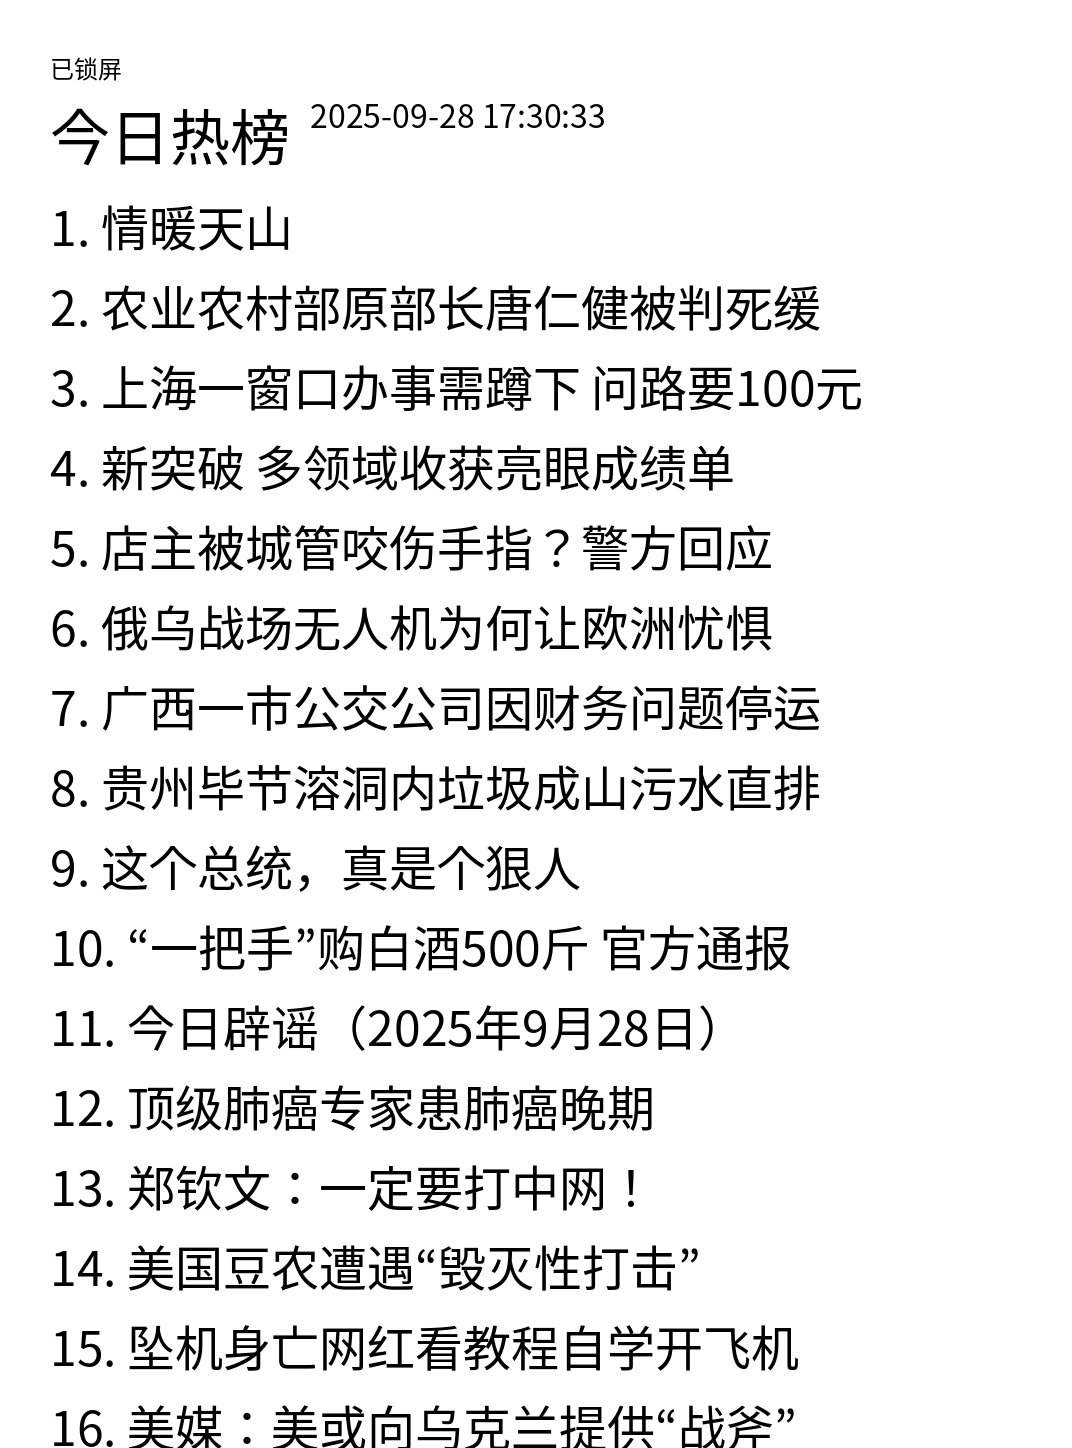 已锁屏
今日热榜 2025-09-28 17:30:33
1. 情暖天山
2. 农业农村部原部长唐仁健被判死缓
3. 上海一窗口办事需蹲下 问路要100元
4. 新突破 多领域收获亮眼成绩单
5. 店主被城管咬伤手指？警方回应
6. 俄乌战场无人机为何让欧洲忧惧
7. 广西一市公交公司因财务问题停运
8. 贵州毕节溶洞内垃圾成山污水直排
9. 这个总统，真是个狠人
10. “一把手”购白酒500斤 官方通报
11. 今日辟谣（2025年9月28日）
12. 顶级肺癌专家患肺癌晚期
13. 郑钦文：一定要打中网！
14. 美国豆农遭遇“毁灭性打击”
15. 坠机身亡网红看教程自学开飞机
16. 美媒：美或向乌克兰提供“战斧”